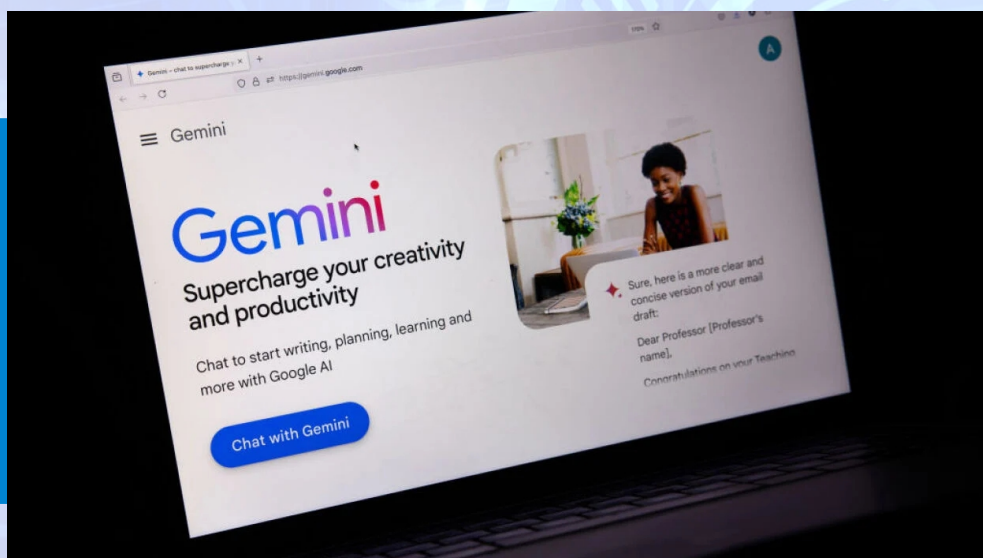 Gemini – chat to supercharge y
https://gemini.google.com
170%
A
Gemini
Gemini
Supercharge your creativity
and productivity
Chat to start writing, planning, learning and
more with Google AI
Chat with Gemini
Sure, here is a more clear and
concise version of your email
draft:
Dear Professor [Professor's
name],
Congratulations on your Teaching